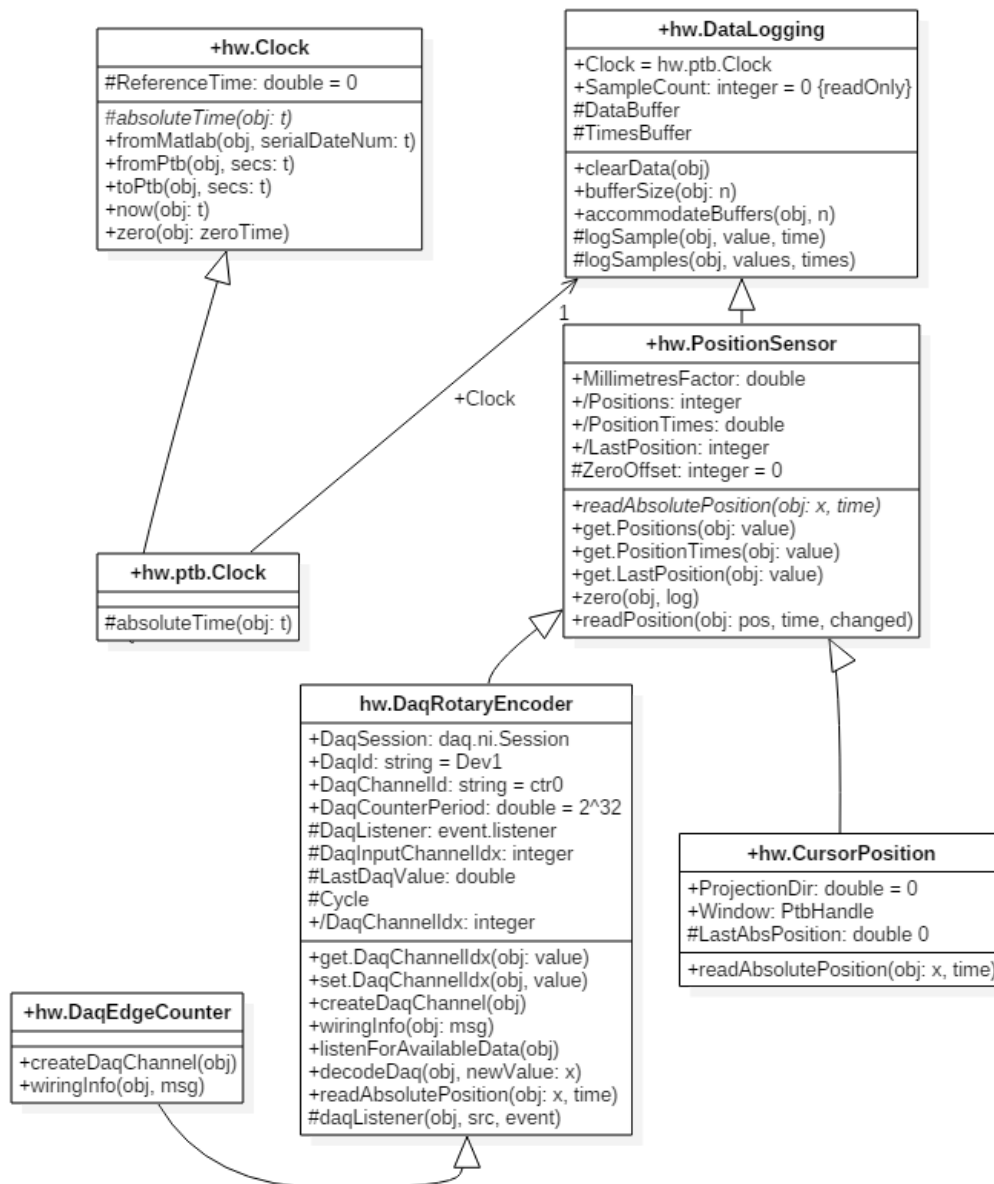 +hw.Clock
#ReferenceTime: double = 0
#absoluteTime(obj: t)
+fromMatlab(obj, serialDateNum: t)
+fromPtb(obj, secs: t)
+toPtb(obj, secs: t)
+now(obj: t)
+zero(obj: zeroTime)
+hw.DataLogging
+Clock = hw.ptb.Clock
+SampleCount: integer = 0 {readOnly}
#DataBuffer
#TimesBuffer
+clearData(obj)
+bufferSize(obj: n)
+accommodateBuffers(obj, n)
#logSample(obj, value, time)
#logSamples(obj, values, times)
1
+Clock
+hw.PositionSensor
+MillimetresFactor: double
+/Positions: integer
+/PositionTimes: double
+/LastPosition: integer
#ZeroOffset: integer = 0
+readAbsolutePosition(obj: x, time)
+get.Positions(obj: value)
+get.PositionTimes(obj: value)
+get.LastPosition(obj: value)
+zero(obj, log)
+readPosition(obj: pos, time, changed)
+hw.ptb.Clock
#absoluteTime(obj: t)
hw.DaqRotaryEncoder
+DaqSession: daq.ni.Session
+DaqId: string = Dev1
+DaqChannelId: string = ctr0
+DaqCounterPeriod: double = 2^32
#DaqListener: event.listener
#DaqInputChannelIdx: integer
#LastDaqValue: double
#Cycle
+/DaqChannelIdx: integer
+get.DaqChannelIdx(obj: value)
+set.DaqChannelIdx(obj, value)
+createDaqChannel(obj)
+wiringInfo(obj: msg)
+listenForAvailableData(obj)
+decodeDaq(obj, newValue: x)
+readAbsolutePosition(obj: x, time)
#daqListener(obj, src, event)
+hw.CursorPosition
+ProjectionDir: double = 0
+Window: PtbHandle
#LastAbsPosition: double 0
+readAbsolutePosition(obj: x, time)
+hw.DaqEdgeCounter
+createDaqChannel(obj)
+wiringInfo(obj, msg)